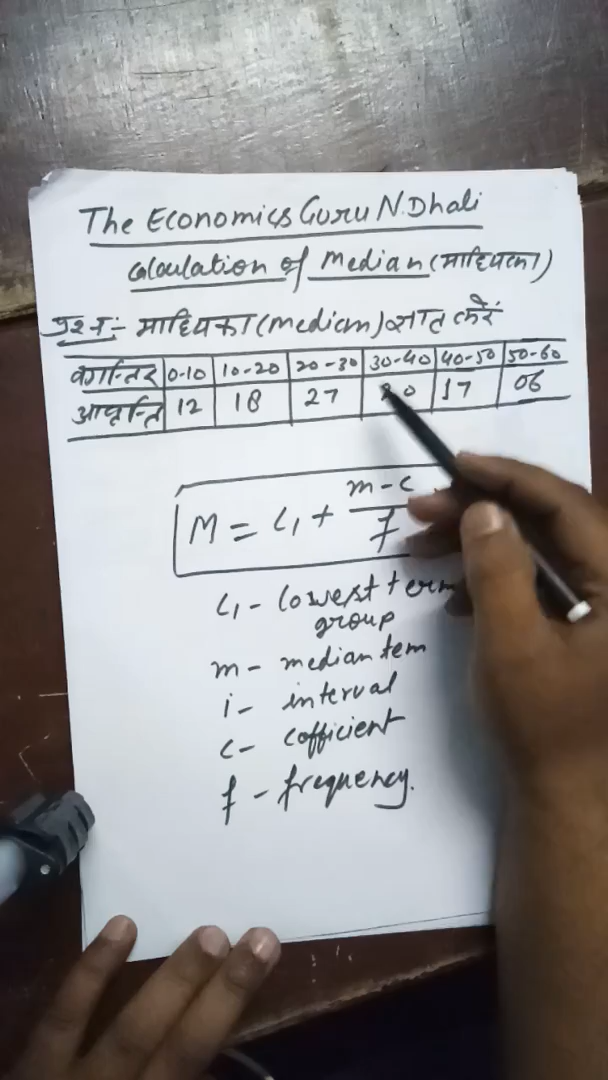 The Economics Guru N. Dhali
Calculation of Median (माध्यिका)
प्रश्न:- माध्यिका (median) ज्ञात करें
वर्गान्तर 0-10 10-20 20-30 30-40 40-50 50-60
आवृत्ति 12 18 27 20 17 06
M = L₁ + m-c / f
L₁ - lowest term group
m - median tem
i - interval
c - cofficient
f - frequency.